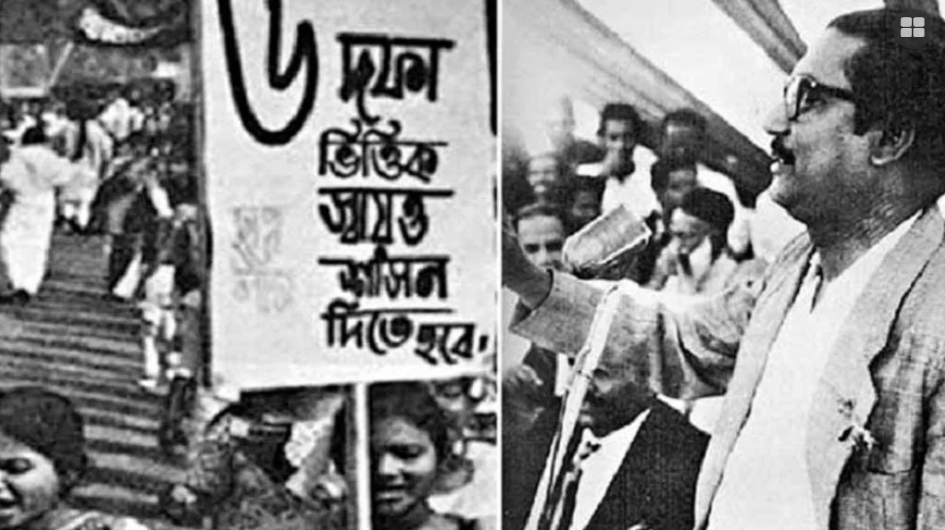 ৬ দফা
ভিত্তিক
স্বায়ত্ত
শাসন
দিতে হবে।